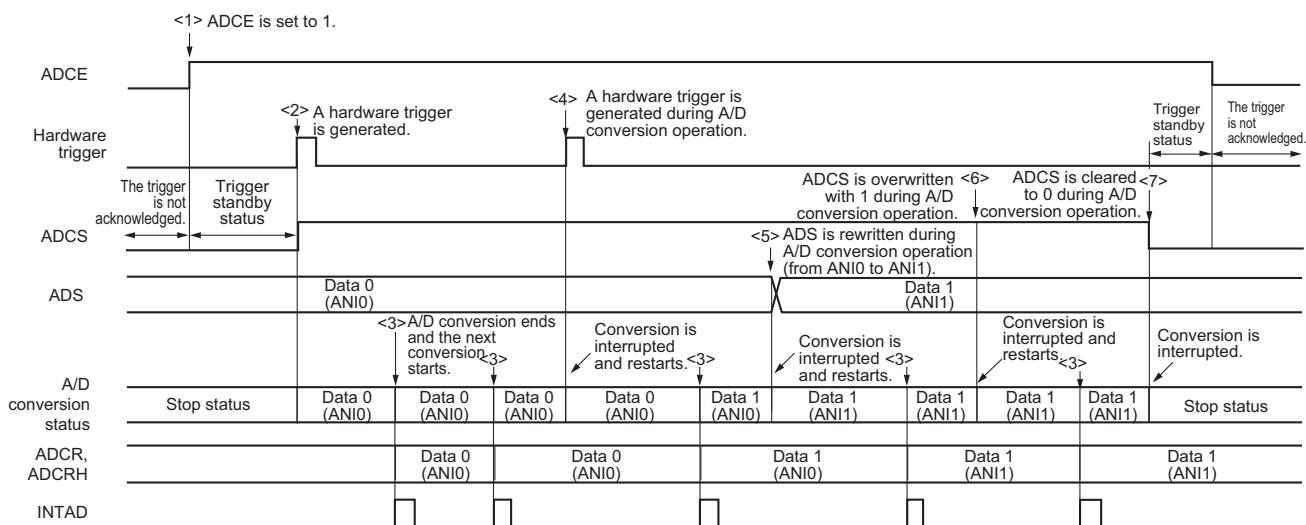 <1> ADCE is set to 1.
ADCE
<2> A hardware trigger
is generated.
<4> A hardware trigger is
generated during A/D
conversion operation.
Trigger
standby
status
The trigger
is not
acknowledged.
Hardware
trigger
The trigger
is not
acknowledged.
Trigger
standby
status
ADCS is overwritten
with 1 during A/D
conversion operation.
<6>
ADCS is cleared
to 0 during A/D
conversion operation.
<7>
ADCS
<5> ADS is rewritten during
A/D conversion operation
(from ANI0 to ANI1).
ADS
Data 0
(ANI0)
Data 1
(ANI1)
<3> A/D conversion ends
and the next
conversion
starts.
<3>
Conversion is
interrupted
and restarts.
<3>
Conversion is
interrupted
and restarts.
<3>
Conversion is
interrupted and
restarts.
<3>
Conversion is
interrupted.
A/D
conversion
status
Stop status
Data 0
(ANI0)
Data 0
(ANI0)
Data 0
(ANI0)
Data 0
(ANI0)
Data 1
(ANI0)
Data 1
(ANI1)
Data 1
(ANI1)
Data 1
(ANI1)
Data 1
(ANI1)
Stop status
ADCR,
ADCRH
Data 0
(ANI0)
Data 0
(ANI0)
Data 1
(ANI0)
Data 1
(ANI1)
Data 1
(ANI1)
INTAD